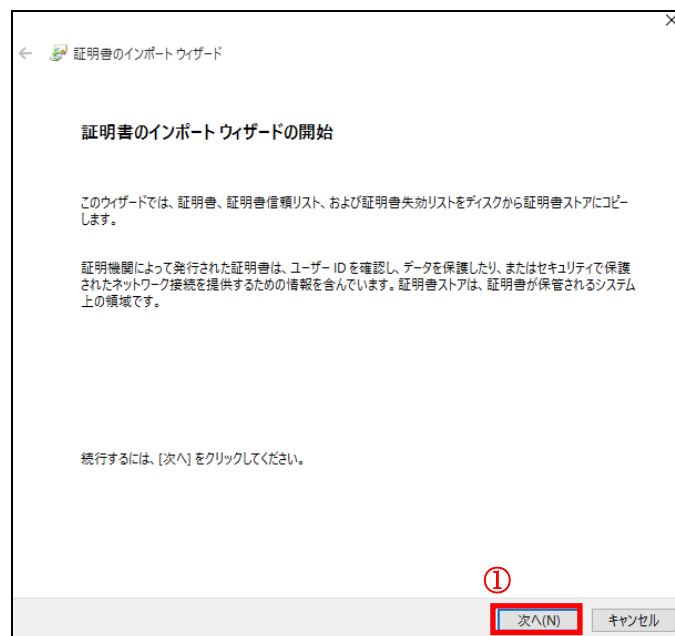 証明書のインポート ウィザード
証明書のインポート ウィザードの開始
このウィザードでは、証明書、証明書信頼リスト、および証明書失効リストをディスクから証明書ストアにコピー
します。
証明機関によって発行された証明書は、ユーザー ID を確認し、データを保護したり、またはセキュリティで保護
されたネットワーク接続を提供するための情報を含んでいます。証明書ストアは、証明書が保管されるシステム
上の領域です。
続行するには、[次へ] をクリックしてください。
①
次へ(N)
キャンセル